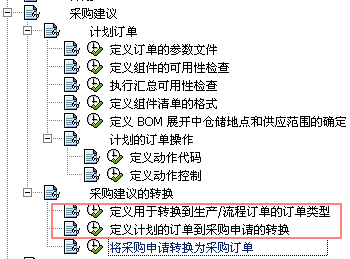 采购建议
计划订单
定义订单的参数文件
定义组件的可用性检查
执行汇总可用性检查
定义组件清单的格式
定义 BOM 展开中仓储地点和供应范围的确定
计划的订单操作
定义动作代码
定义动作控制
采购建议的转换
定义用于转换到生产/流程订单的订单类型
定义计划的订单到采购申请的转换
将采购申请转换为采购订单